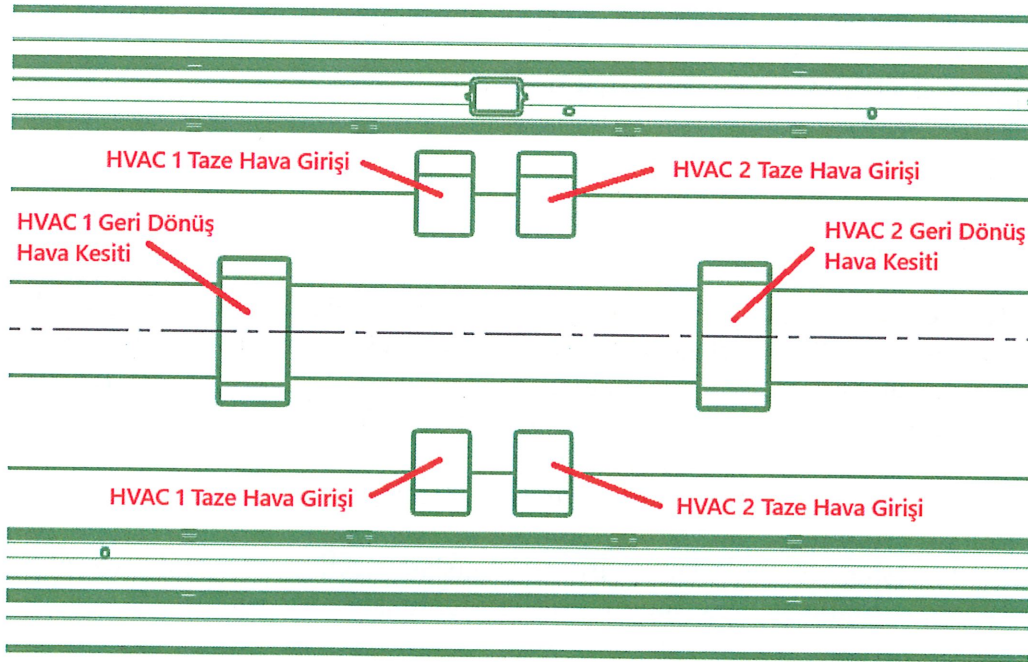 HVAC 1 Taze Hava Girişi
HVAC 2 Taze Hava Girişi
HVAC 1 Geri Dönüş
Hava Kesiti
HVAC 2 Geri Dönüş
Hava Kesiti
HVAC 1 Taze Hava Girişi
HVAC 2 Taze Hava Girişi